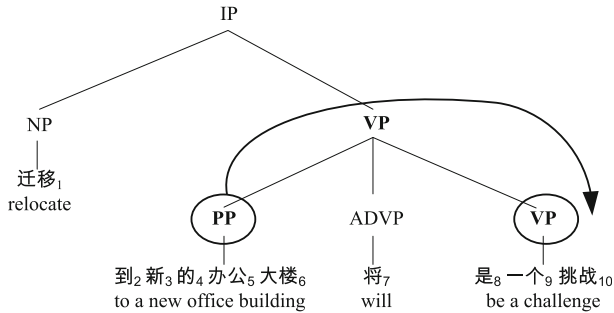 IP
NP
VP
迁移1
relocate
PP
ADVP
VP
到2 新3 的4 办公5 大楼6
将7
是8 一个9 挑战10
to a new office building
will
be a challenge